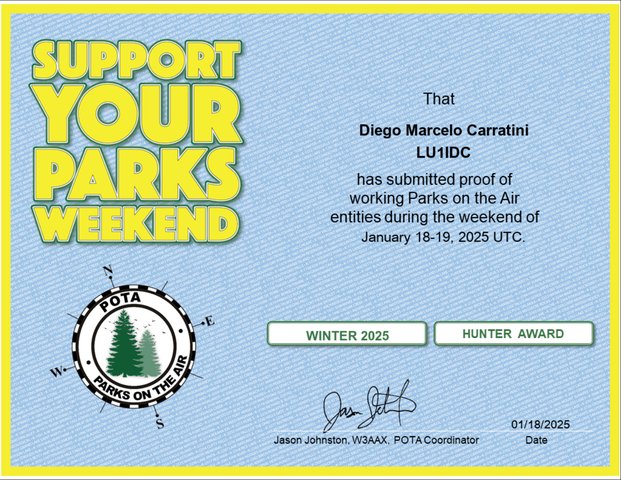 SUPPORT
YOUR
PARKS
WEEKEND
That
Diego Marcelo Carratini
LU1IDC
has submitted proof of
working Parks on the Air
entities during the weekend of
January 18-19, 2025 UTC.
N
POTA
E
W
PARKS ON THE AIR
S
WINTER 2025
HUNTER AWARD
01/18/2025
Jason Johnston, W3AAX, POTA Coordinator
Date